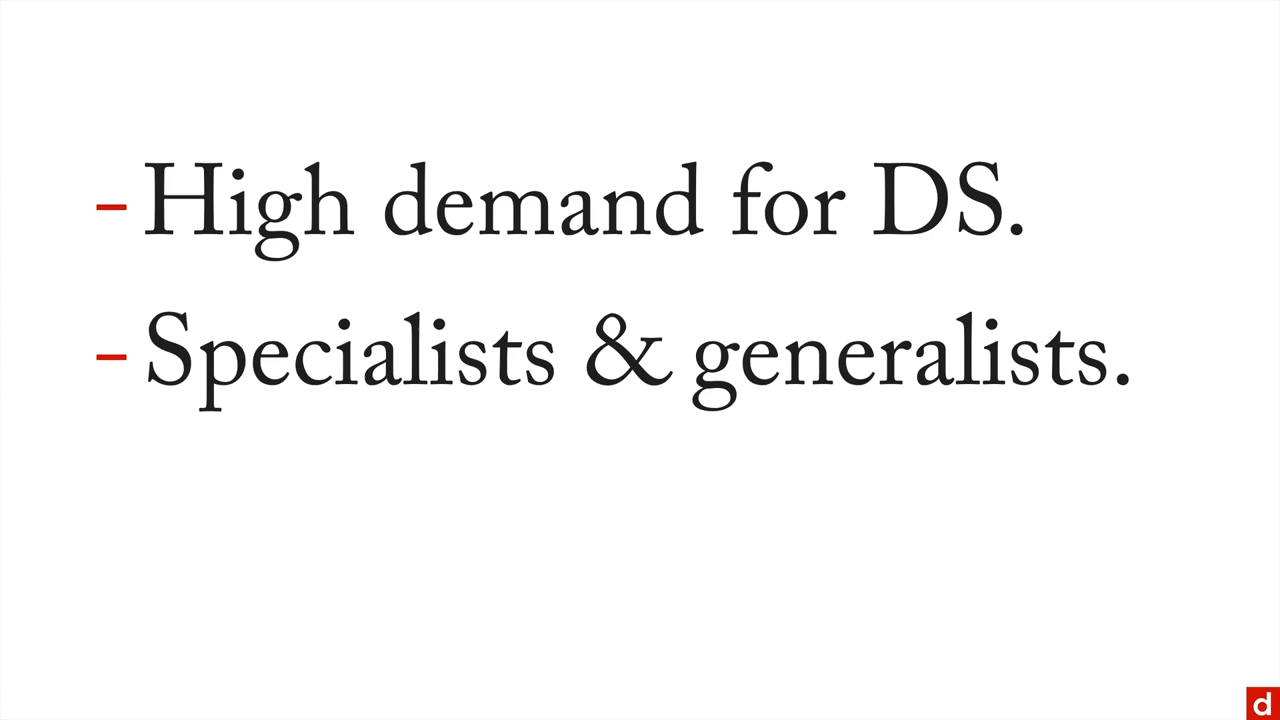 - High demand for DS.
- Specialists & generalists.
d